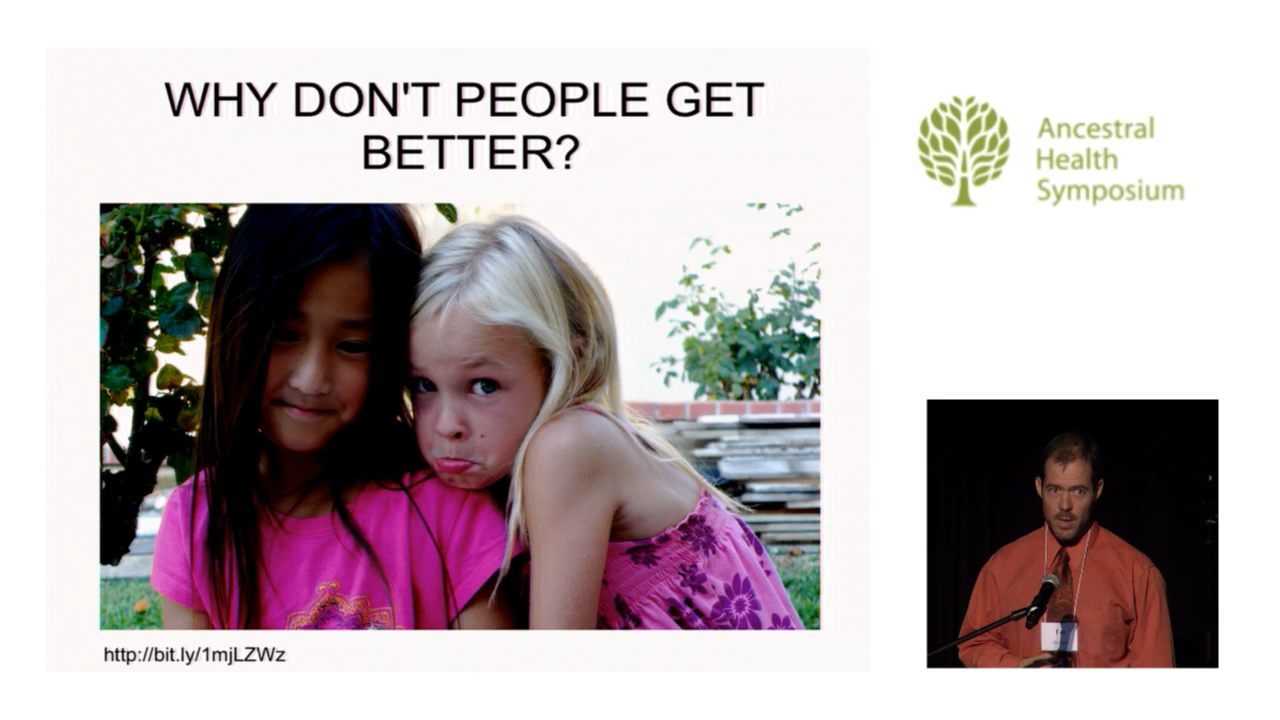 WHY DON'T PEOPLE GET
BETTER?
http://bit.ly/1mjLZWz
Ancestral
Health
Symposium